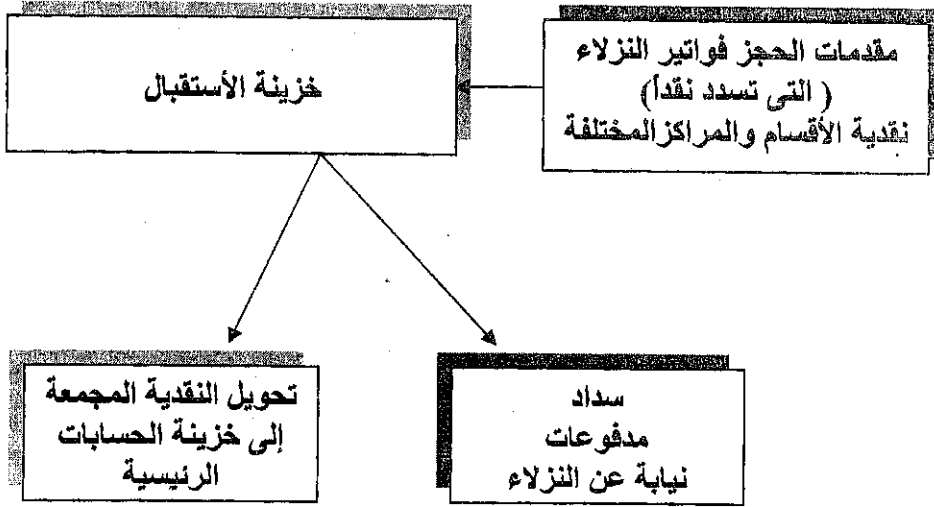 مقدمات الحجز فواتير النزلاء
( التى تسدد نقداً)
نقدية الأقسام والمراكزالمختلفة
خزينة الأستقبال
سداد
مدفوعات
نيابة عن النزلاء
تحويل النقدية المجمعة
إلى خزينة الحسابات
الرئيسية